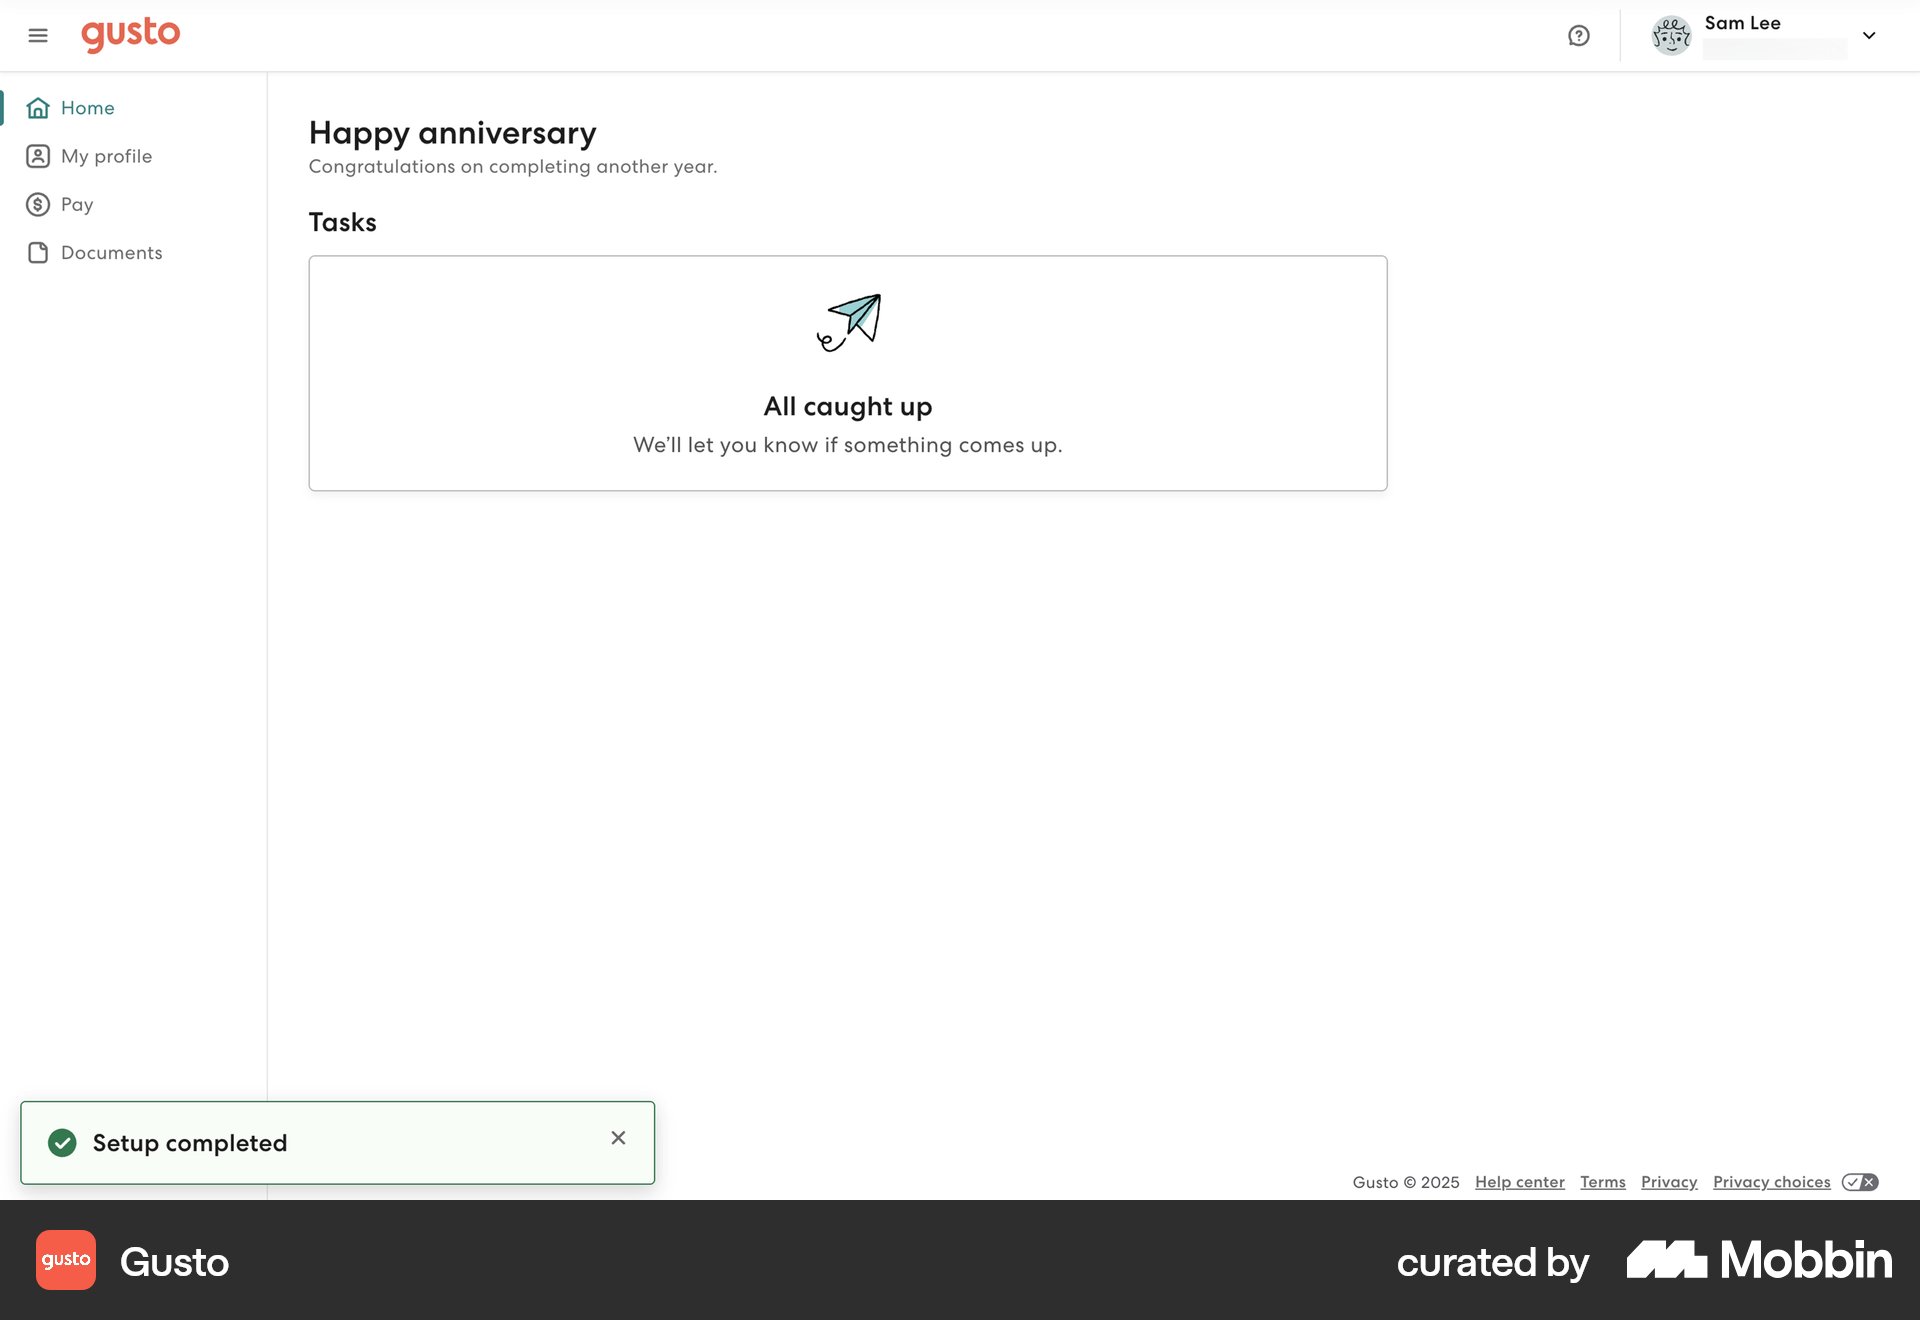 gusto
Sam Lee
Home
My profile
Pay
Documents
Happy anniversary
Congratulations on completing another year.
Tasks
All caught up
We’ll let you know if something comes up.
Setup completed
Gusto © 2025 Help center Terms Privacy Privacy choices
gusto Gusto curated by Mobbin